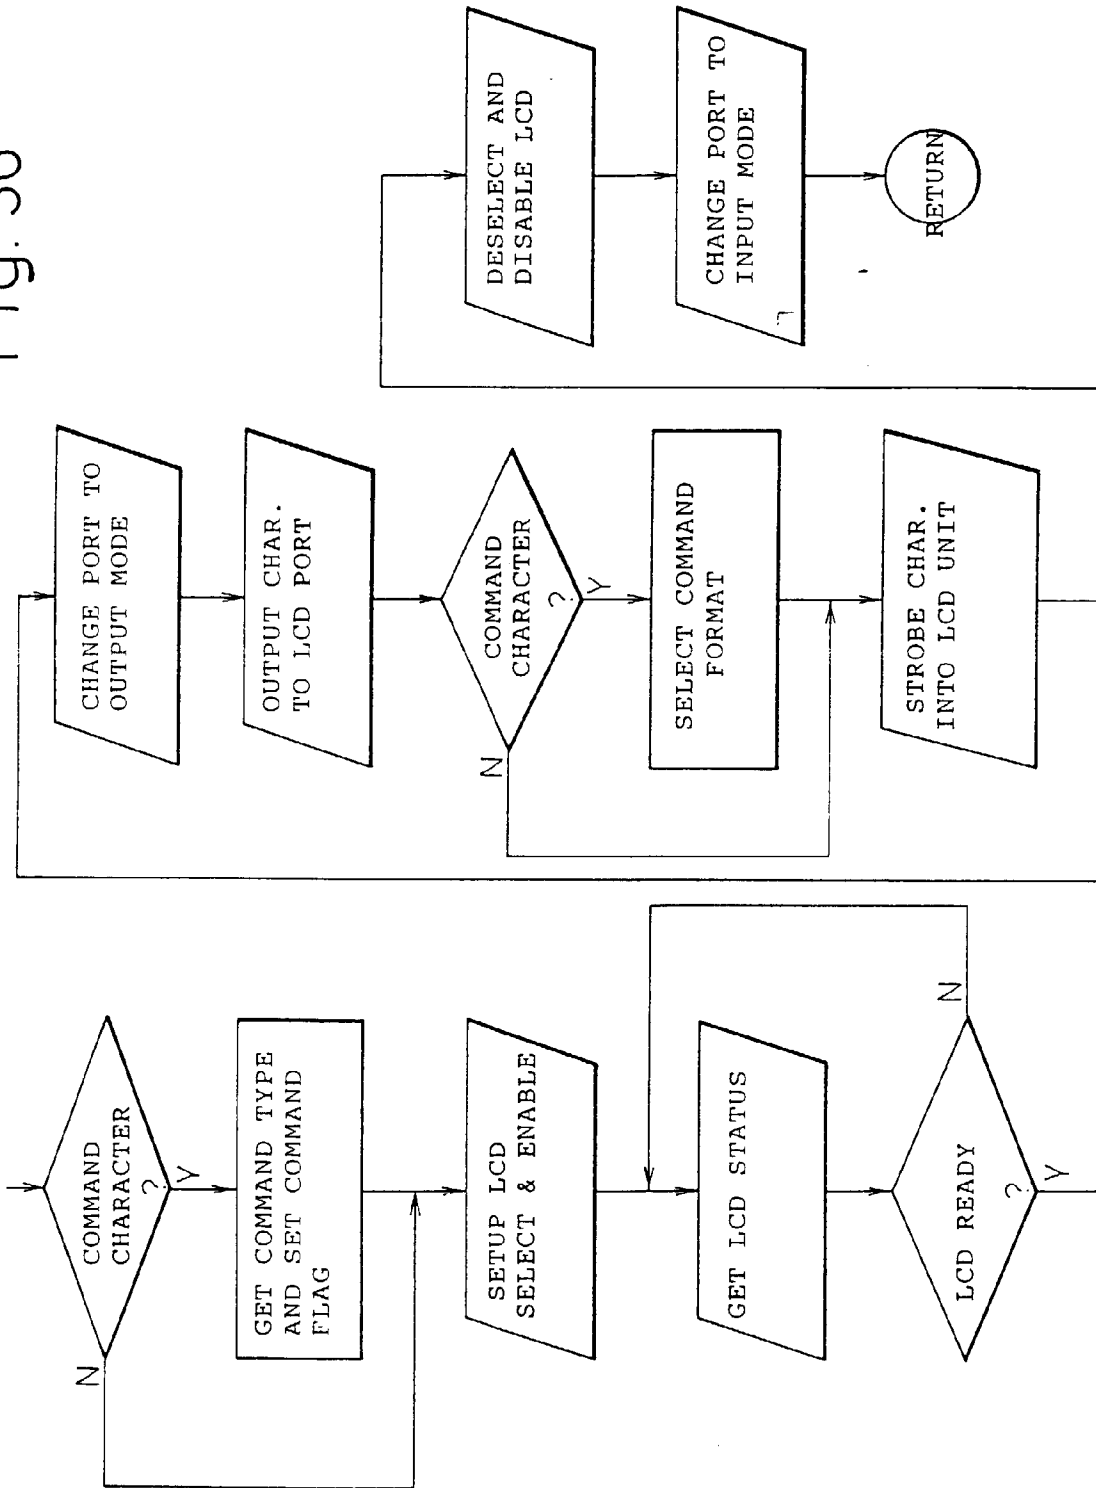 COMMAND
CHARACTER
?
Y
N
GET COMMAND TYPE
AND SET COMMAND
FLAG
SETUP LCD
SELECT & ENABLE
GET LCD STATUS
LCD READY
?
Y
N
CHANGE PORT TO
OUTPUT MODE
OUTPUT CHAR.
TO LCD PORT
COMMAND
CHARACTER
?
Y
N
SELECT COMMAND
FORMAT
STROBE CHAR.
INTO LCD UNIT
DESELECT AND
DISABLE LCD
CHANGE PORT TO
INPUT MODE
RETURN